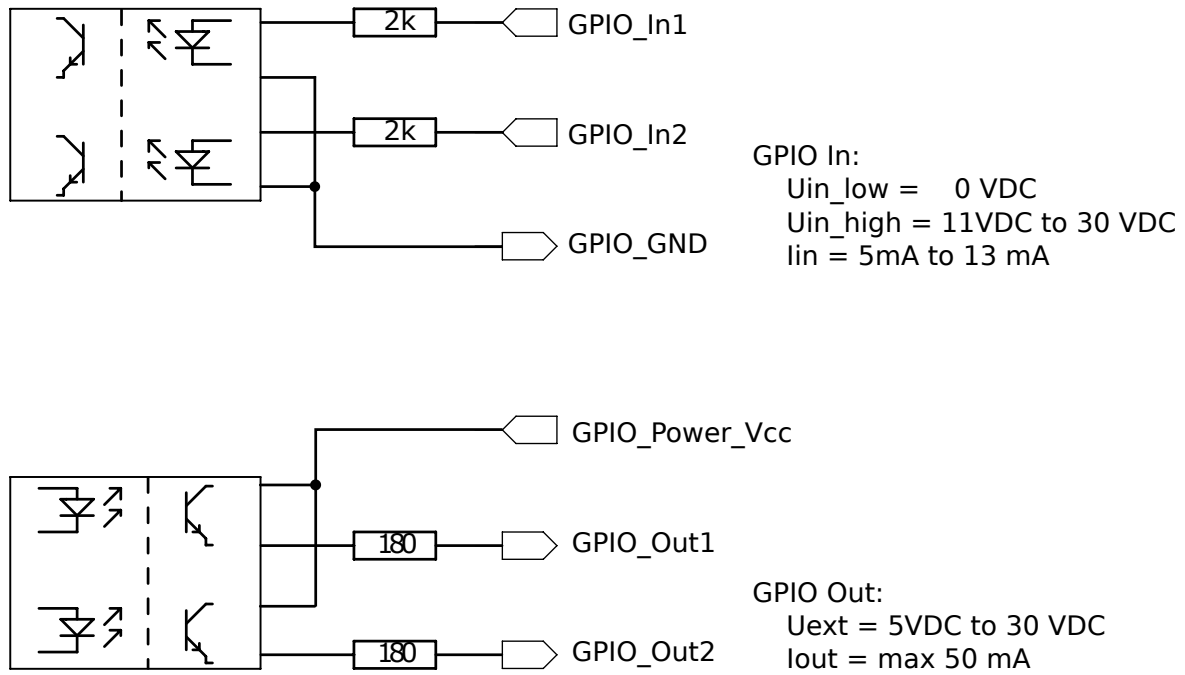 2k
GPIO_In1
2k
GPIO_In2
GPIO_GND
GPIO In:
Uin_low = 0 VDC
Uin_high = 11VDC to 30 VDC
Iin = 5mA to 13 mA
GPIO_Power_Vcc
180
GPIO_Out1
180
GPIO_Out2
GPIO Out:
Uext = 5VDC to 30 VDC
Iout = max 50 mA